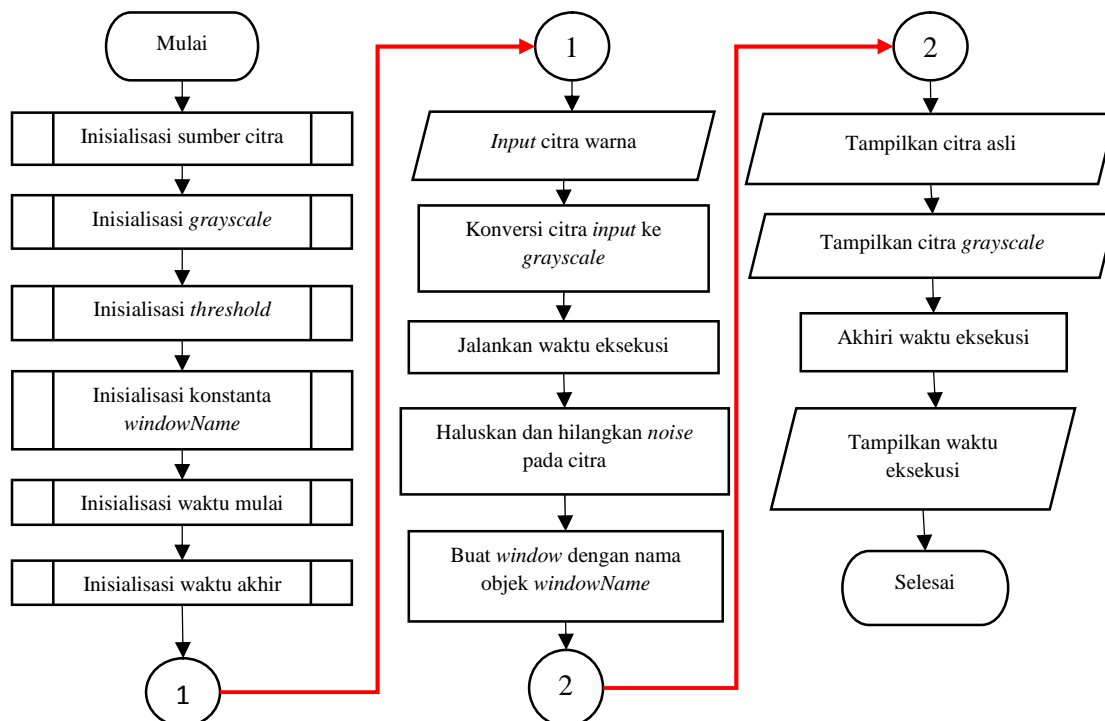 Mulai
Inisialisasi sumber citra
Inisialisasi grayscale
Inisialisasi threshold
Inisialisasi konstanta
windowName
Inisialisasi waktu mulai
Inisialisasi waktu akhir
1
1
Input citra warna
Konversi citra input ke
grayscale
Jalankan waktu eksekusi
Haluskan dan hilangkan noise
pada citra
Buat window dengan nama
objek windowName
2
2
Tampilkan citra asli
Tampilkan citra grayscale
Akhiri waktu eksekusi
Tampilkan waktu
eksekusi
Selesai